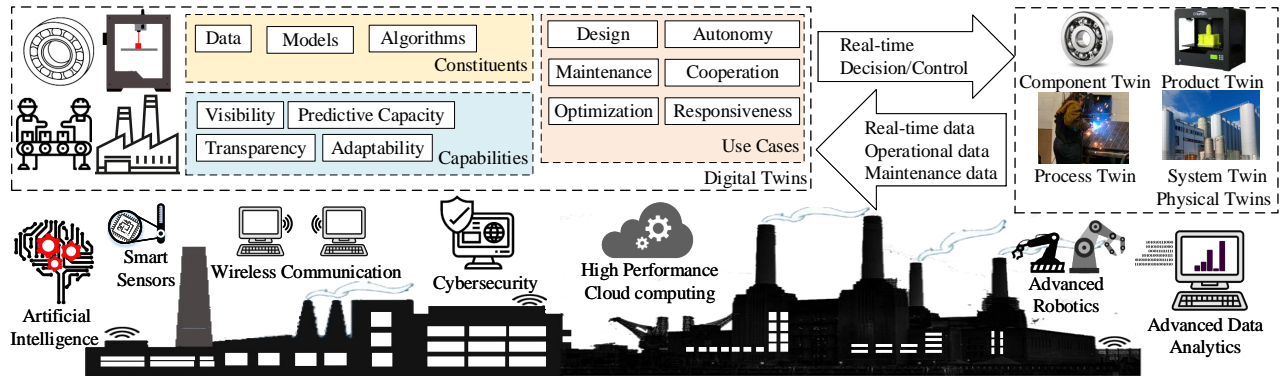 Data
Models
Algorithms
Constituents
Visibility
Predictive Capacity
Transparency
Adaptability
Capabilities
Design
Autonomy
Maintenance
Cooperation
Optimization
Responsiveness
Use Cases
Digital Twins
Real-time
Decision/Control
Real-time data
Operational data
Maintenance data
Component Twin
Product Twin
Process Twin
System Twin
Physical Twins
Artificial
Intelligence
Smart
Sensors
Wireless Communication
Cybersecurity
High Performance
Cloud computing
Advanced
Robotics
Advanced Data
Analytics